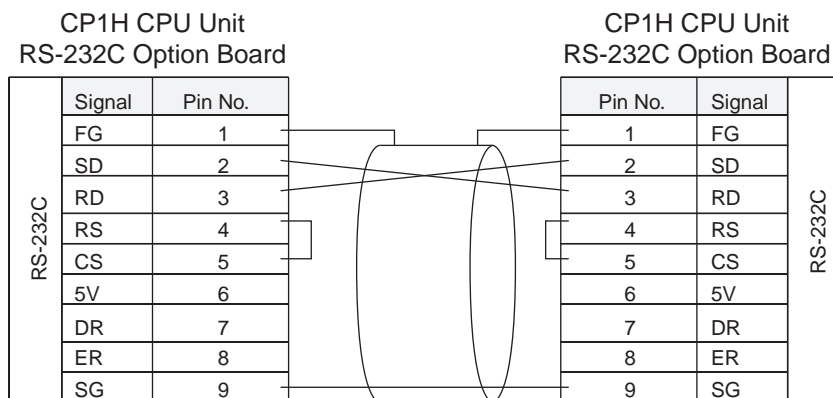 CP1H CPU Unit
RS-232C Option Board
CP1H CPU Unit
RS-232C Option Board
RS-232C
Signal Pin No.
FG 1
SD 2
RD 3
RS 4
CS 5
5V 6
DR 7
ER 8
SG 9
Pin No. Signal
1 FG
2 SD
3 RD
4 RS
5 CS
6 5V
7 DR
8 ER
9 SG
RS-232C